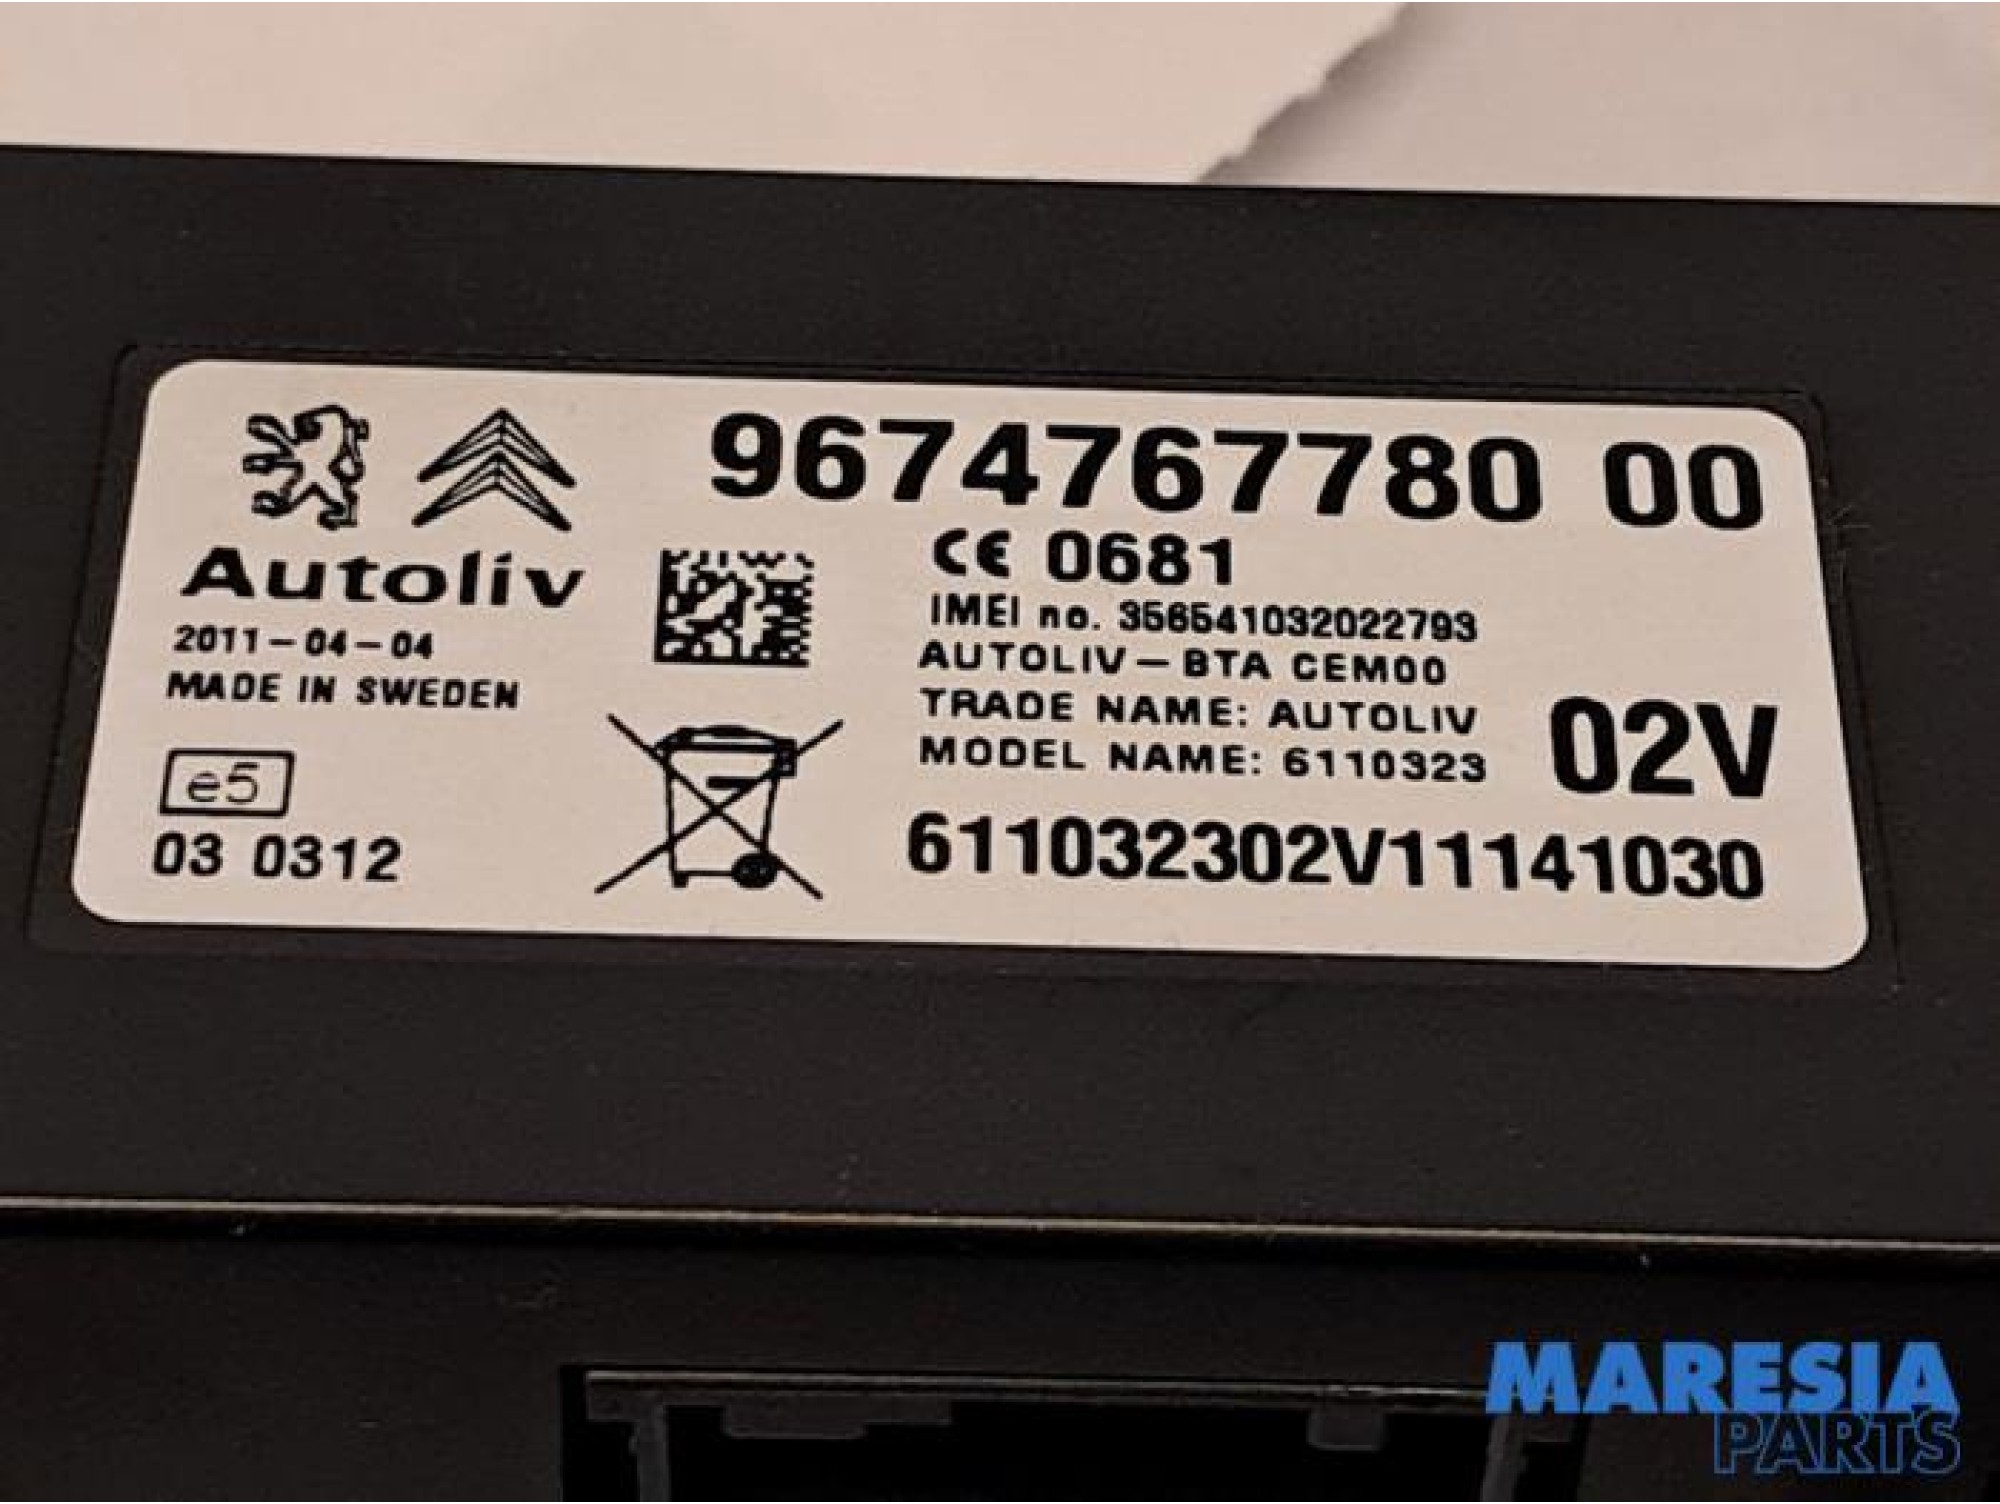 9674767780 00
Autoliv
2011-04-04
MADE IN SWEDEN
e5
03 0312
CE 0681
IMEI no. 356541032022793
AUTOLIV-BTA CEM00
TRADE NAME: AUTOLIV
MODEL NAME: 6110323
02V
611032302V11141030
MARESIA
PARTS